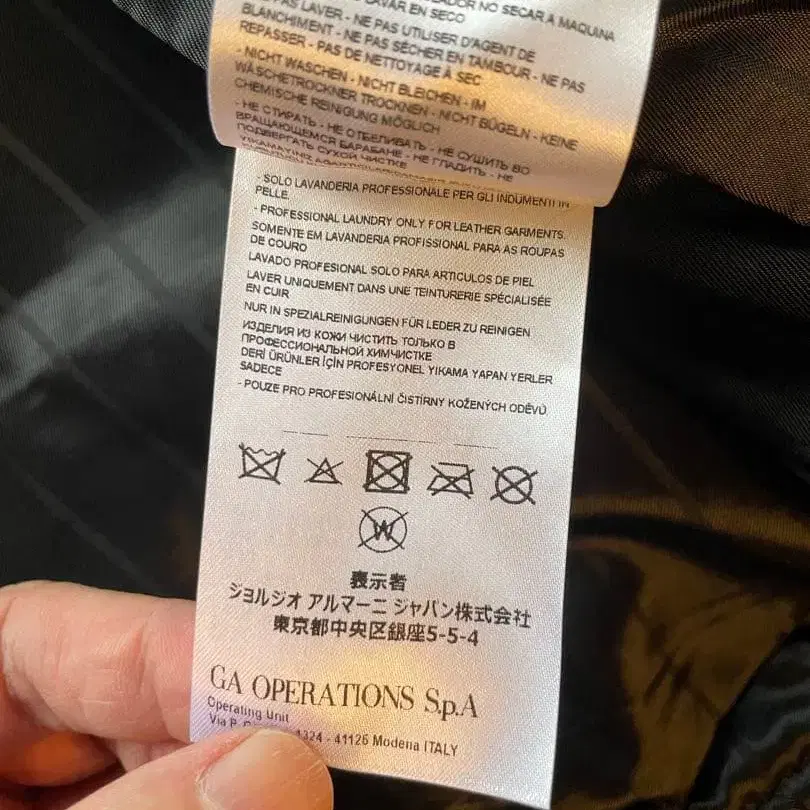 NO SECAR A MAQUINA
LAVAR EN SECO
PAS LAVER - NE PAS UTILISER D'AGENT DE
BLANCHIMENT - NE PAS SÉCHER EN TAMBOUR - NE PAS
REPASSER - PAS DE NETTOYAGE À SEC
- NICHT WASCHEN - NICHT BLEICHEN - IM
WÄSCHETROCKNER TROCKNEN - NICHT BÜGELN - KEINE
CHEMISCHE REINIGUNG MÖGLICH
- НЕ СТИРАТЬ - НЕ ОТБЕЛИВАТЬ - НЕ СУШИТЬ ВО
ВРАЩАЮЩЕМСЯ БАРАБАНЕ - НЕ ГЛАДИТЬ - НЕ
ПОДВЕРГАТЬ СУХОЙ ЧИСТКЕ
YIKAMAYINIZ
- SOLO LAVANDERIA PROFESSIONALE PER GLI INDUMENTI IN
PELLE.
- PROFESSIONAL LAUNDRY ONLY FOR LEATHER GARMENTS.
SOMENTE EM LAVANDERIA PROFISSIONAL PARA AS ROUPAS
DE COURO
LAVADO PROFESIONAL SOLO PARA ARTICULOS DE PIEL
LAVER UNIQUEMENT DANS UNE TEINTURERIE SPÉCIALISÉE
EN CUIR
NUR IN SPEZIALREINIGUNGEN FÜR LEDER ZU REINIGEN
ИЗДЕЛИЯ ИЗ КОЖИ ЧИСТИТЬ ТОЛЬКО В
ПРОФЕССИОНАЛЬНОЙ ХИМЧИСТКЕ
DERİ ÜRÜNLER İÇİN PROFESYONEL YIKAMA YAPAN YERLER
SADECE
- POUZE PRO PROFESIONÁLNÍ ČISTÍRNY KOŽENÝCH ODĚVŮ
W
表示者
ジョルジオ アルマーニ ジャパン株式会社
東京都中央区銀座5-5-4
GA OPERATIONS S.p.A
Operating Unit
Via P. 1324 - 41126 Modena ITALY